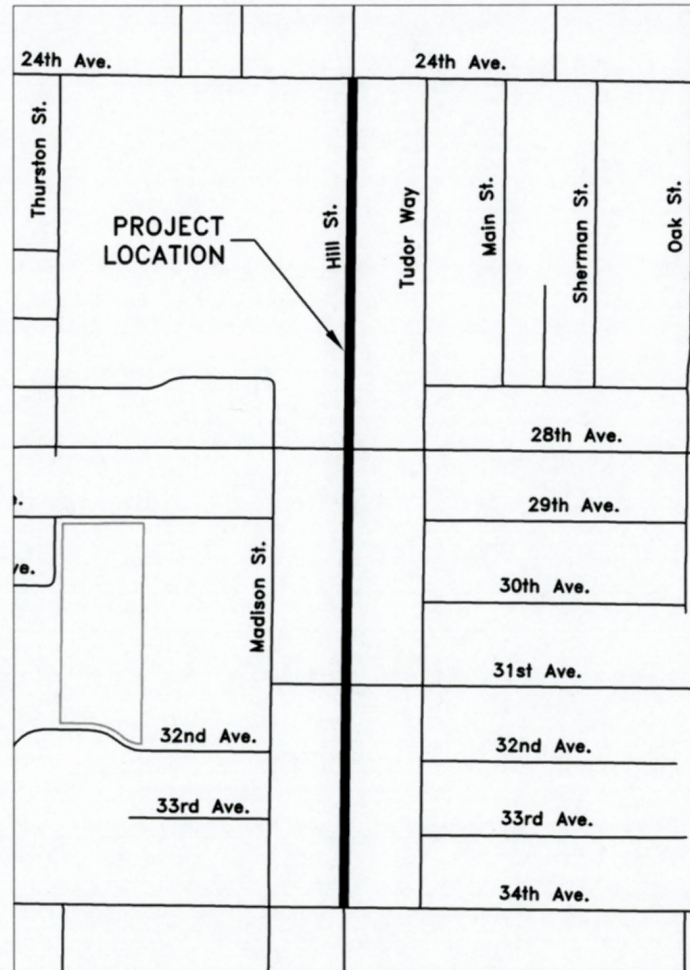 24th Ave.
24th Ave.
Thurston St.
PROJECT
LOCATION
Hill St.
Tudor Way
Main St.
Sherman St.
Oak St.
28th Ave.
29th Ave.
30th Ave.
Madison St.
31st Ave.
32nd Ave.
32nd Ave.
33rd Ave.
33rd Ave.
34th Ave.